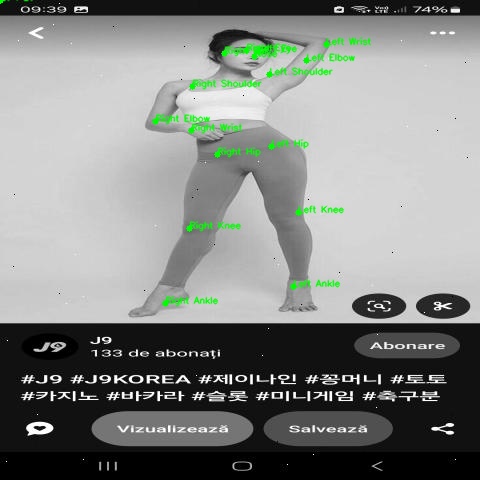 09:39
Vo)) LTE
74%
Left Wrist
Left Elbow
Left Shoulder
Right Shoulder
Right Elbow
Right Wrist
Left Hip
Right Hip
Left Knee
Right Knee
Left Ankle
Right Ankle
J9
J9
133 de abonați
Abonare
#J9 #J9KOREA #제이나인 #꽁머니 #토토
#카지노 #바카라 #슬롯 #미니게임 #축구분
Vizualizează
Salvează